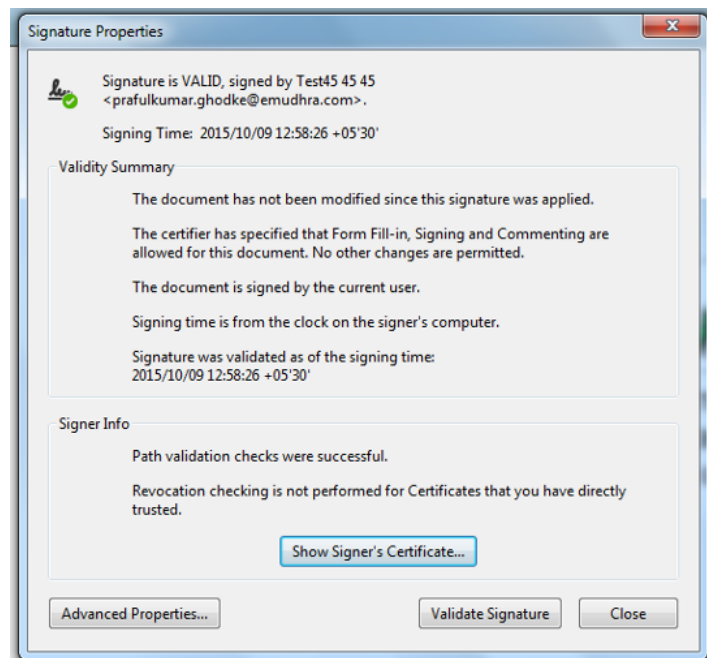 Signature Properties
Signature is VALID, signed by Test45 45 45
<prafulkumar.ghodke@emudhra.com>.
Signing Time: 2015/10/09 12:58:26 +05'30'
Validity Summary
The document has not been modified since this signature was applied.
The certifier has specified that Form Fill-in, Signing and Commenting are
allowed for this document. No other changes are permitted.
The document is signed by the current user.
Signing time is from the clock on the signer's computer.
Signature was validated as of the signing time:
2015/10/09 12:58:26 +05'30'
Signer Info
Path validation checks were successful.
Revocation checking is not performed for Certificates that you have directly
trusted.
Show Signer's Certificate...
Advanced Properties...
Validate Signature
Close